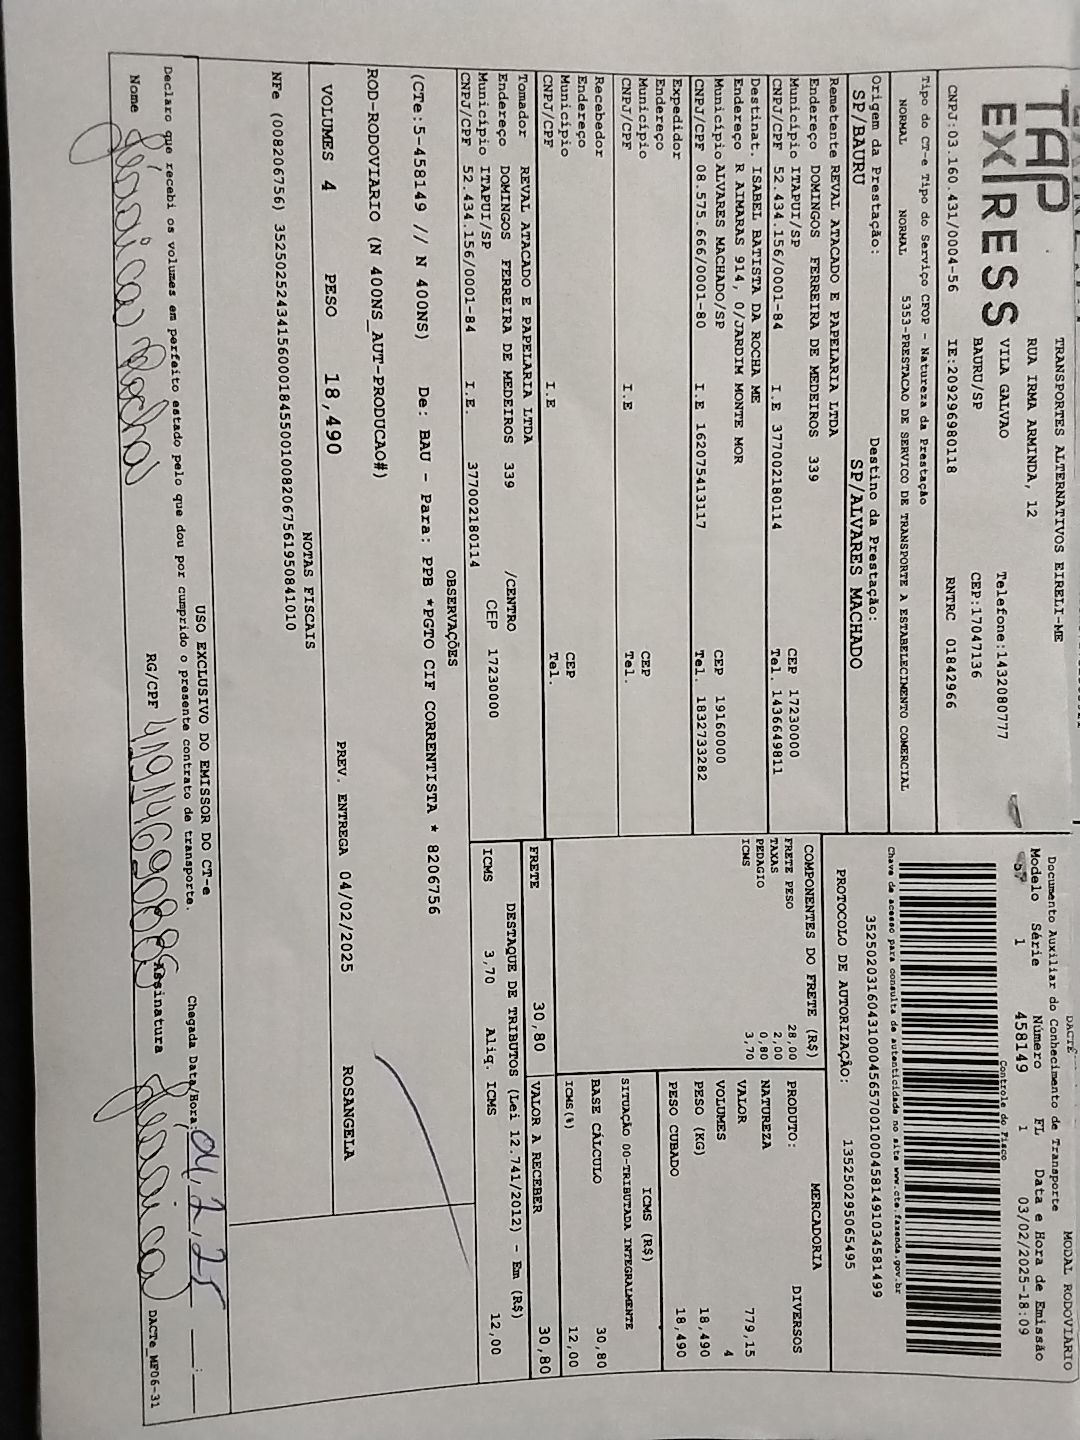 TAP
EXPRESS
TRANSPORTES ALTERNATIVOS EIRELI-ME
RUA IRMA ARMINDA, 12
VILA GALVAO
Telefone:1432080777
BAURU/SP
CEP:17047136
CNPJ:03.160.431/0004-56
IE:209296980118
RNTRC 01842966
Tipo do CT-e Tipo do Serviço CFOP - Natureza da Prestação
NORMAL NORMAL 5353-PRESTACAO DE SERVICO DE TRANSPORTE A ESTABELECIMENTO COMERCIAL
Origem da Prestação: Destino da Prestação:
SP/BAURU SP/ALVARES MACHADO
Remetente REVAL ATACADO E PAPELARIA LTDA
Endereço DOMINGOS FERREIRA DE MEDEIROS 339
Município ITAPUI/SP CEP 17230000
CNPJ/CPF 52.434.156/0001-84 I.E 377002180114 Tel. 1436649811
Destinat. ISABEL BATISTA DA ROCHA ME
Endereço R AIMARAS 914, 0/JARDIM MONTE MOR
Município ALVARES MACHADO/SP CEP 19160000
CNPJ/CPF 08.575.666/0001-80 I.E 162075413117 Tel. 1832733282
Expedidor
Endereço
Município CEP
CNPJ/CPF I.E Tel.
Recebedor
Endereço
Município CEP
CNPJ/CPF I.E Tel.
Tomador REVAL ATACADO E PAPELARIA LTDA
Endereço DOMINGOS FERREIRA DE MEDEIROS 339 /CENTRO
Município ITAPUI/SP CEP 17230000
CNPJ/CPF 52.434.156/0001-84 I.E. 377002180114
DACTE MODAL RODOVIÁRIO
Documento Auxiliar do Conhecimento de Transporte
Modelo Série Número FL Data e Hora de Emissão
57 1 458149 1 03/02/2025-18:09
Controle do Fisco
Chave de acesso para consulta de autenticidade no site www.cte.fazenda.gov.br
35250203160431000456570010004581491034581499
PROTOCOLO DE AUTORIZAÇÃO: 135250295065495
COMPONENTES DO FRETE (R$)
FRETE PESO 28,00
TAXAS 2,00
PEDAGIO 0,80
ICMS 3,70
MERCADORIA
PRODUTO: DIVERSOS
NATUREZA
VALOR 779,15
VOLUMES 4
PESO (KG) 18,490
PESO CUBADO 18,490
ICMS (R$)
SITUAÇÃO 00-TRIBUTADA INTEGRALMENTE
BASE CÁLCULO 30,80
ICMS(%) 12,00
FRETE 30,80 VALOR A RECEBER 30,80
DESTAQUE DE TRIBUTOS (Lei 12.741/2012) - Em (R$)
ICMS 3,70 Aliq. ICMS 12,00
OBSERVAÇÕES
(CTe:5-458149 // N 400NS) De: BAU - Para: PPB *PGTO CIF CORRENTISTA * 8206756
ROD-RODOVIARIO (N 400NS_AUT-PRODUCAO#)
VOLUMES 4 PESO 18,490 PREV. ENTREGA 04/02/2025 ROSANGELA
NOTAS FISCAIS
NFe (008206756) 35250252434156000184550010082067561950841010
USO EXCLUSIVO DO EMISSOR DO CT-e
Declaro que recebi os volumes em perfeito estado pelo que dou por cumprido o presente contrato de transporte.
Chegada Data/Hora: 04,2,25 ___:___
Nome Jessica Rocha RG/CPF Assinatura Jessica
DACTe_MF06-31